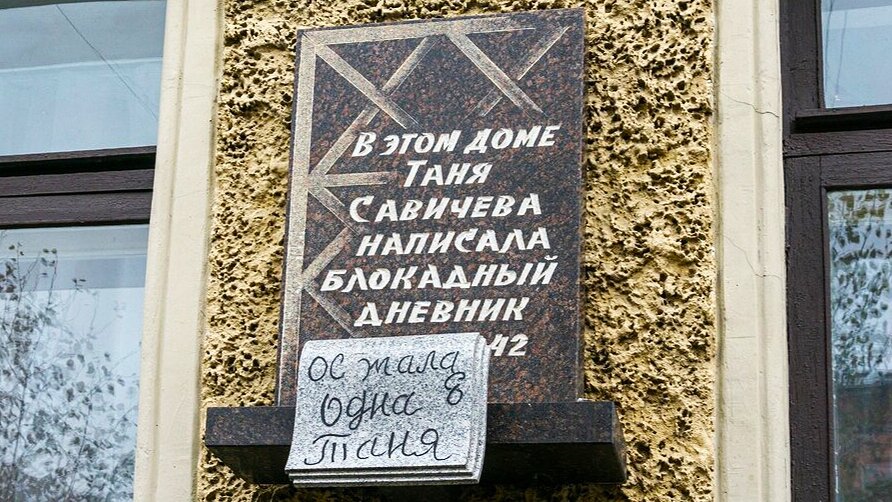 В ЭТОМ ДОМЕ
ТАНЯ
САВИЧЕВА
НАПИСАЛА
БЛОКАДНЫЙ
ДНЕВНИК
42
осталась
одна
Таня